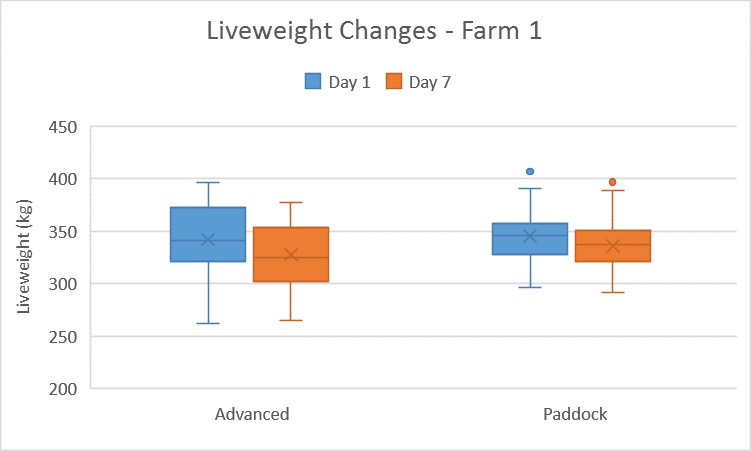 Liveweight Changes - Farm 1
Day 1 Day 7
Liveweight (kg)
450
400
350
300
250
200
Advanced Paddock